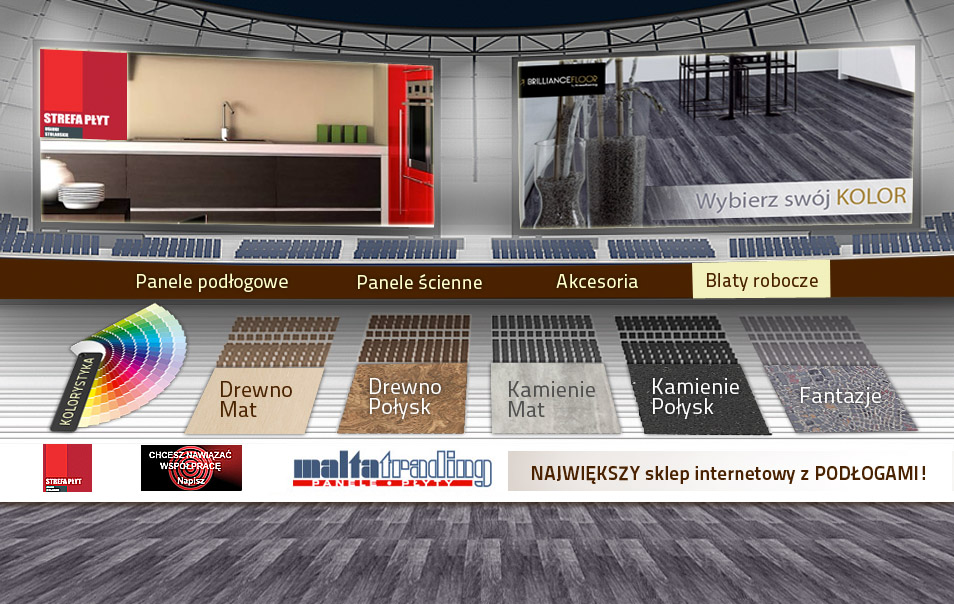 STREFA PŁYT
BRILLIANCEFLOOR
Wybierz swój KOLOR
Panele podłogowe
Panele ścienne
Akcesoria
Blaty robocze
KOLORYSTYKA
Drewno
Mat
Drewno
Połysk
Kamienie
Mat
Kamienie
Połysk
Fantazje
STREFA PŁYT
CHCESZ NAWIĄZAĆ
WSPÓŁPRACĘ
Napisz
maltatrading
PANELE • PŁYTY
NAJWIĘKSZY sklep internetowy z PODŁOGAMI!